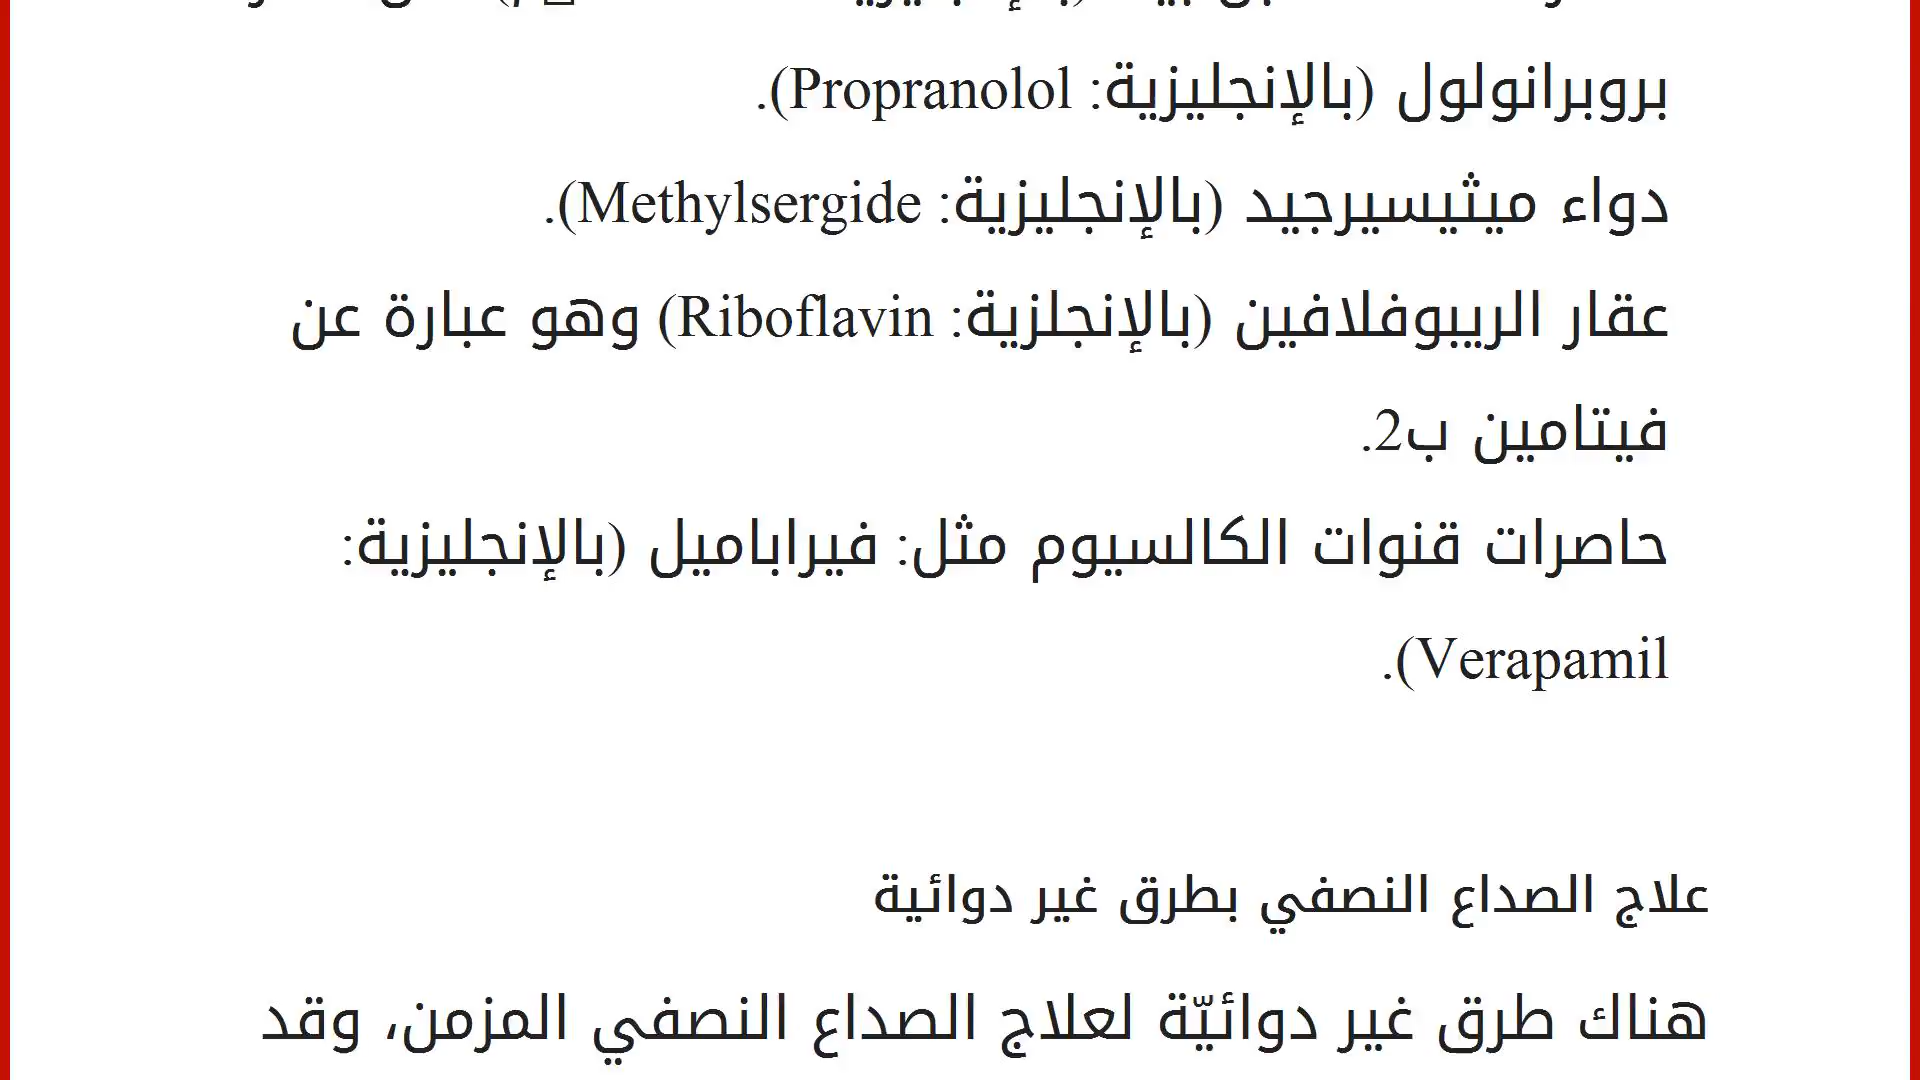 بروبرانولول (بالإنجليزية: Propranolol).
دواء ميثيسيرجيد (بالإنجليزية: Methylsergide).
عقار الريبوفلافين (بالإنجلزية: Riboflavin) وهو عبارة عن
فيتامين ب2.
حاصرات قنوات الكالسيوم مثل: فيراباميل (بالإنجليزية:
Verapamil).
علاج الصداع النصفي بطرق غير دوائية
هناك طرق غير دوائيّة لعلاج الصداع النصفي المزمن، وقد